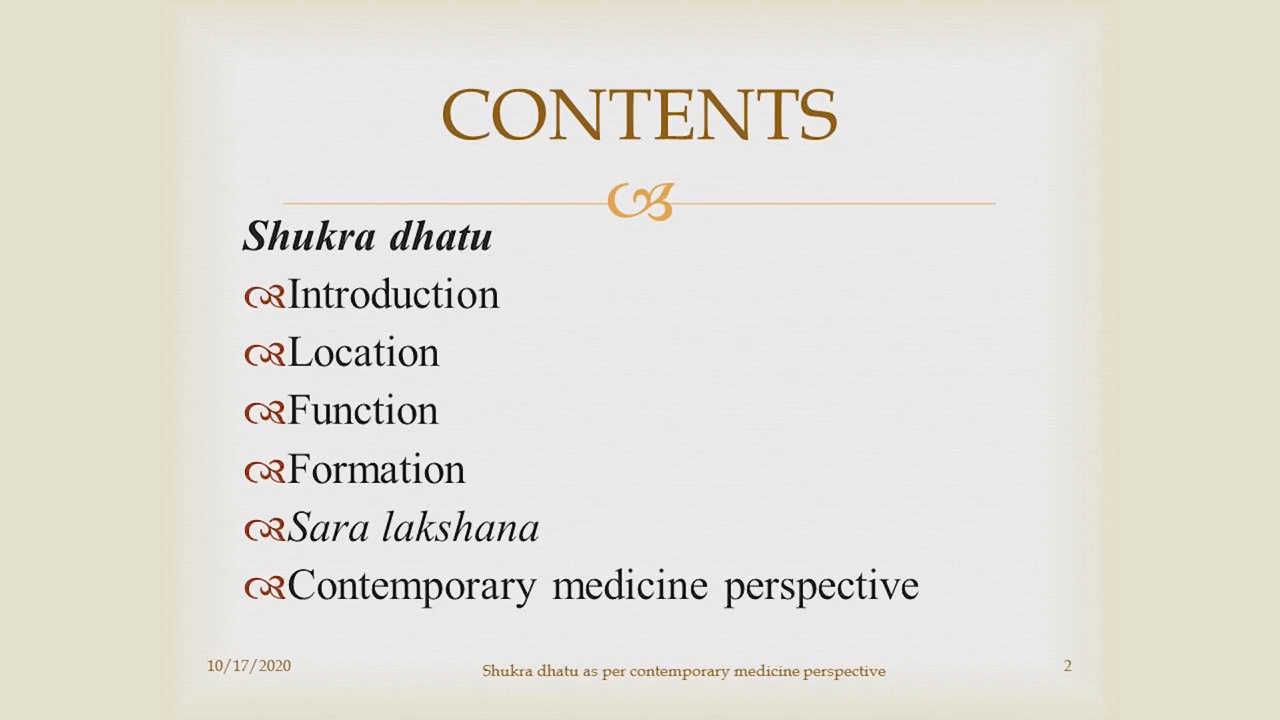 CONTENTS
Shukra dhatu
Introduction
Location
Function
Formation
Sara lakshana
Contemporary medicine perspective
10/17/2020
Shukra dhatu as per contemporary medicine perspective
2